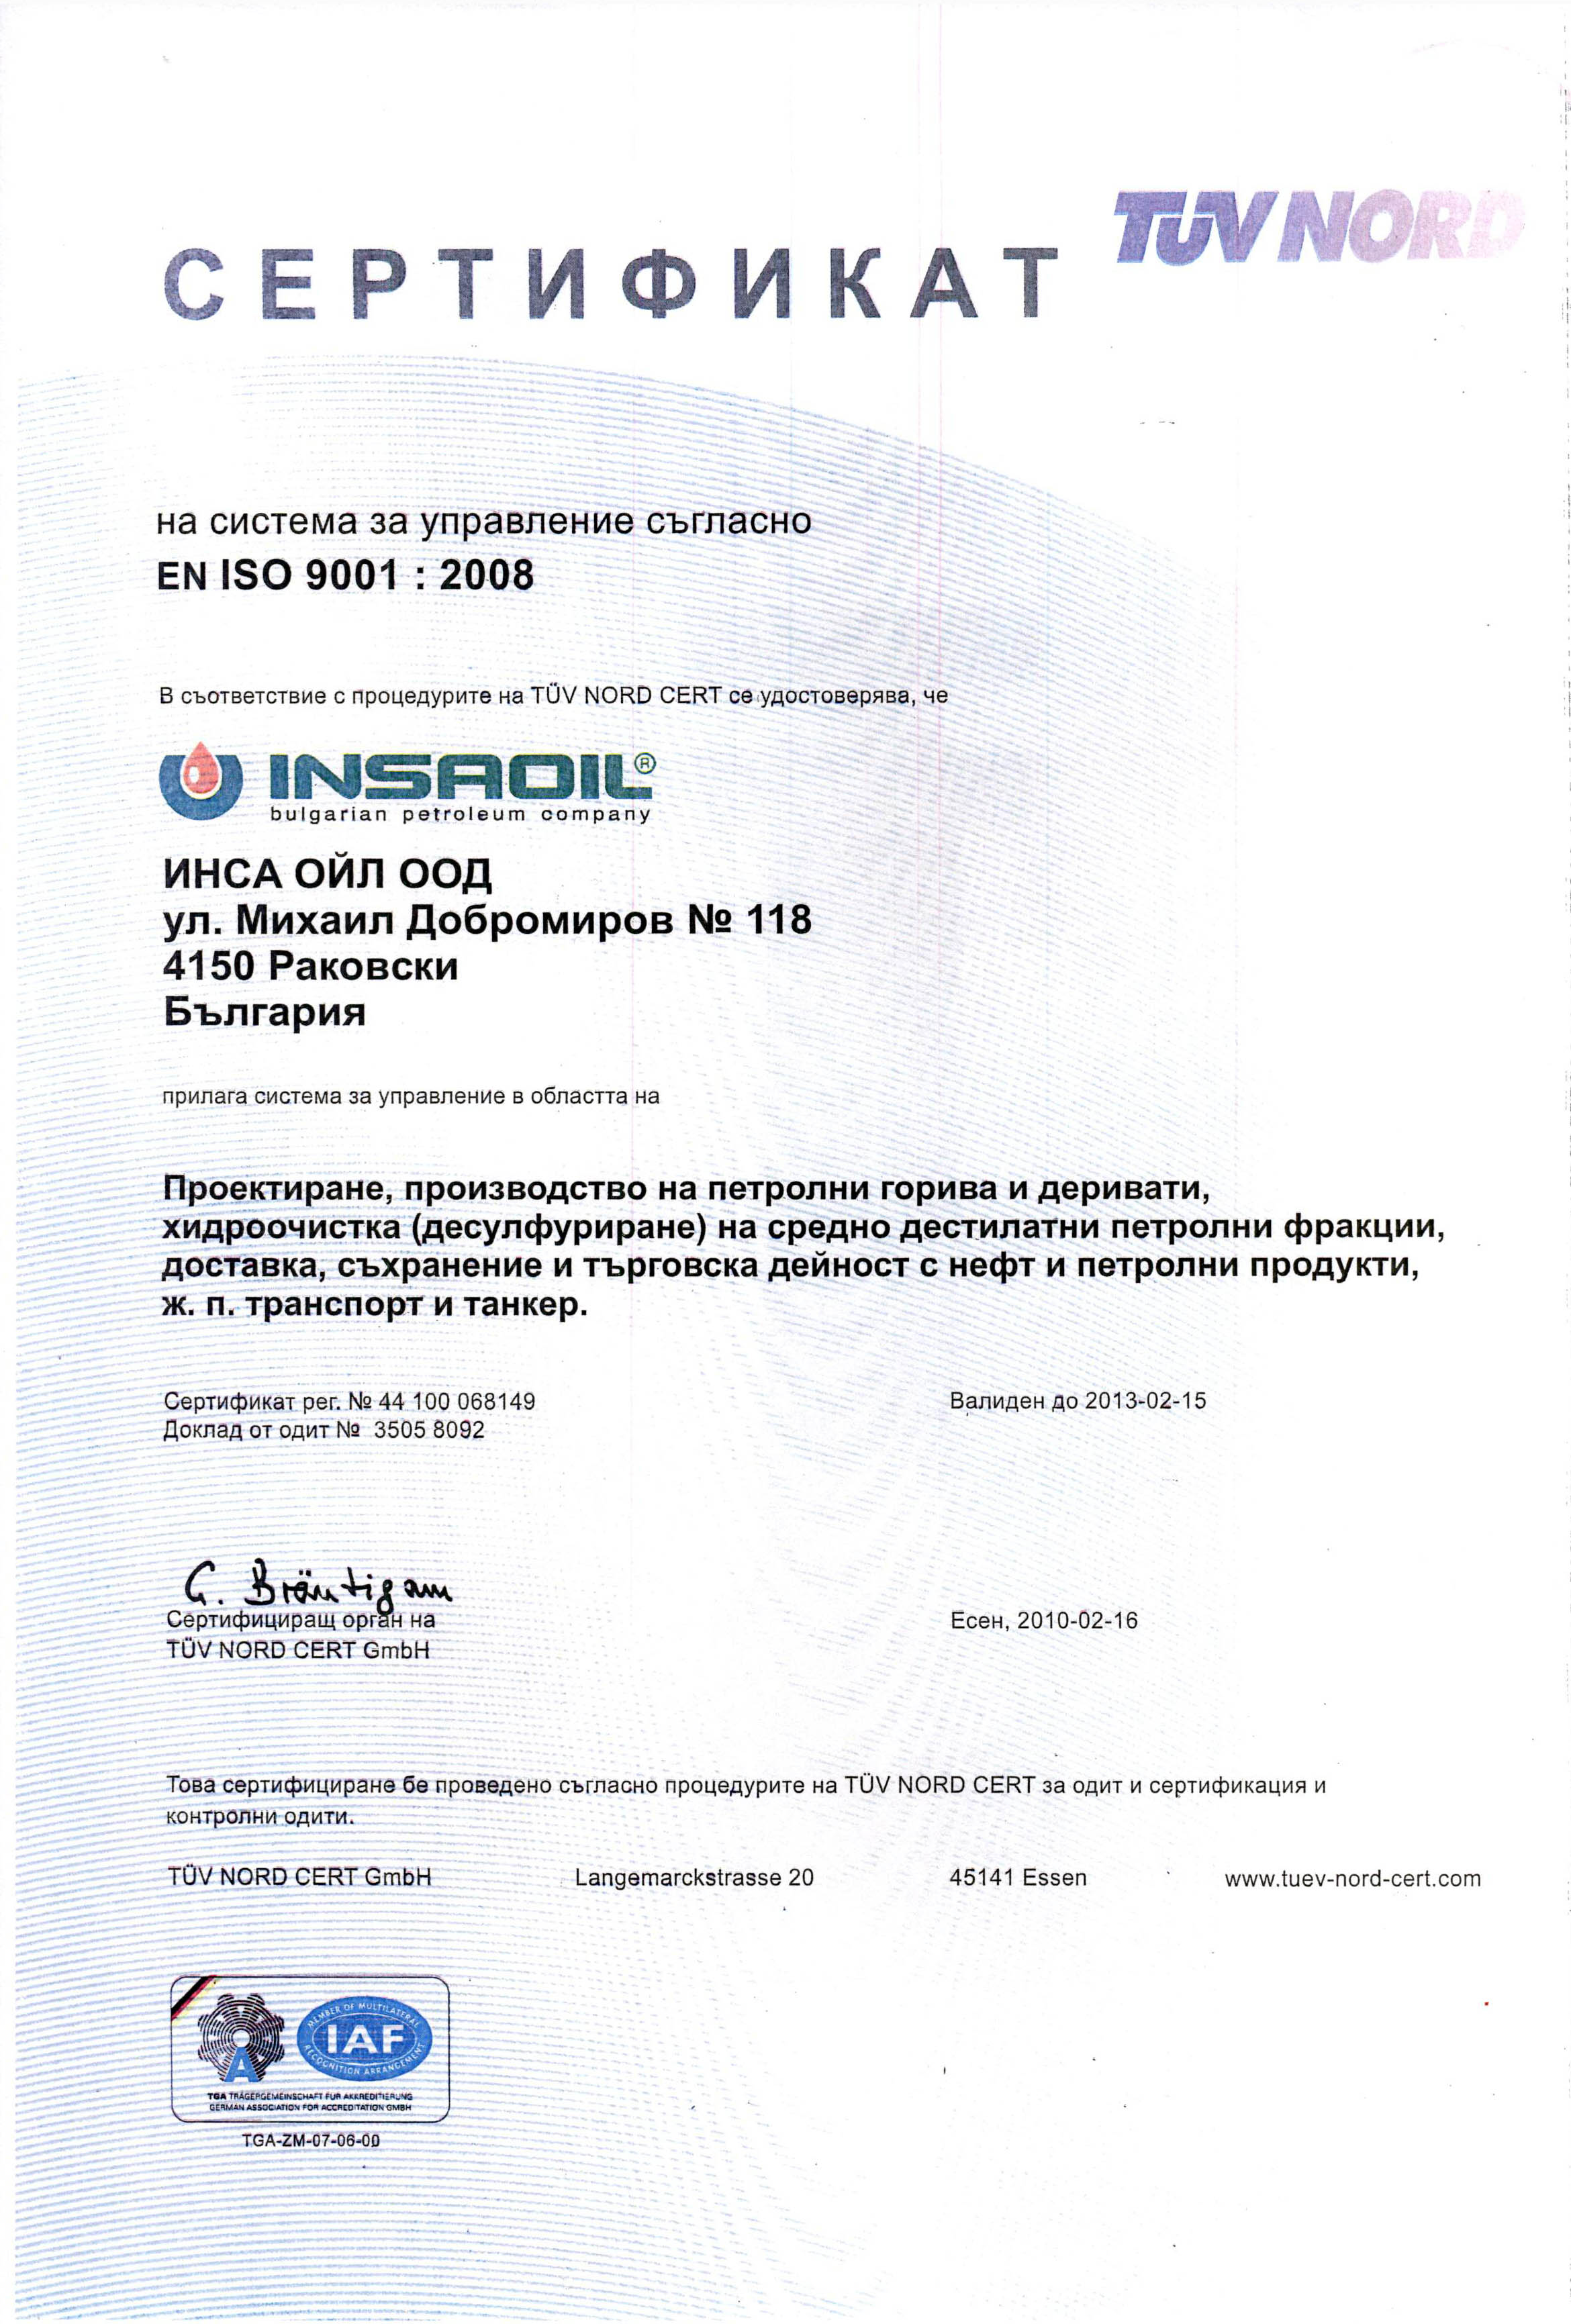 TÜV NORD
СЕРТИФИКАТ
на система за управление съгласно
EN ISO 9001 : 2008
В съответствие с процедурите на TÜV NORD CERT се удостоверява, че
INSAOIL®
bulgarian petroleum company
ИНСА ОЙЛ ООД
ул. Михаил Добромиров № 118
4150 Раковски
България
прилага система за управление в областта на
Проектиране, производство на петролни горива и деривати,
хидроочистка (десулфуриране) на средно дестилатни петролни фракции,
доставка, съхранение и търговска дейност с нефт и петролни продукти,
ж. п. транспорт и танкер.
Сертификат рег. № 44 100 068149 Валиден до 2013-02-15
Доклад от одит № 3505 8092
G. Bräutigam
Сертифициращ орган на Есен, 2010-02-16
TÜV NORD CERT GmbH
Това сертифициране бе проведено съгласно процедурите на TÜV NORD CERT за одит и сертификация и
контролни одити.
TÜV NORD CERT GmbH Langemarckstrasse 20 45141 Essen www.tuev-nord-cert.com
MEMBER OF MULTILATERAL
IAF
RECOGNITION ARRANGEMENT
A
TGA TRÄGERGEMEINSCHAFT FÜR AKKREDITIERUNG
GERMAN ASSOCIATION FOR ACCREDITATION GMBH
TGA-ZM-07-06-00